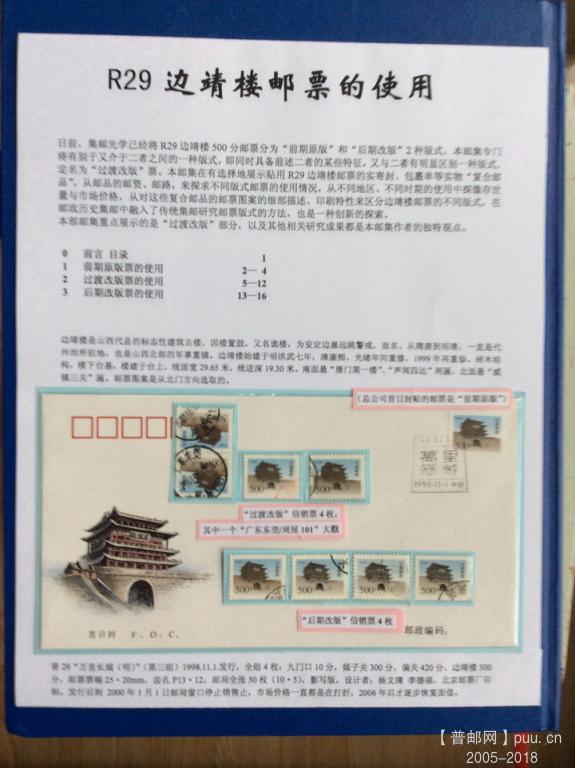 R29 边靖楼邮票的使用
日前，集邮先学已经将R29边靖楼500分邮票分为“前期原版”和“后期改版”2种版式，本邮集专门
将有别于又介于二者之间的一种版式，即同时具备前述二者的某些特征，又与二者有明显区别一种版式，
定名为“过渡改版”票。本邮集在有选择地展示贴用R29边靖楼邮票的实寄封、包裹单等实物“复合邮
品”，从邮品的邮资、邮路，来探求不同版式邮票的使用情况，从不同地区、不同时期的使用中探像存世
量与市场价格，从对这些复合邮品的邮票图案的细部描述，印刷特性来区分边靖楼邮票的不同版式，在
邮政历史集邮中融入了传统集邮研究邮票版式的方法，也是一种创新的探索。
本部邮集重点展示的是“过渡改版”部分，以及其他相关研究成果都是本邮集作者的独特观点。
0 前言 目录 1
1 前期原版票的使用 2— 4
2 过渡改版票的使用 5—12
3 后期改版票的使用 13—16
边靖楼是山西代县的标志性建筑古楼，因楼置鼓，又名谯楼，为安定边塞远眺警戒，故名。从隋唐到明清，一直是代
州治所驻地，也是山西北部的军事重镇，边靖楼始建于明洪武七年，清康熙、光绪年间重修，1999年再重修。砖木结
构，楼下台基，楼建于台上，统面宽29.65米，统进深19.30米。南面悬“雁门第一楼”、“声闻四达”两匾，北面悬“威
镇三关”匾。邮票图案是从北门方向选取的。
（总公司首日封贴的邮票是“前期原版”）
500
500
500
萬里
1998·11·1 中国
“过渡改版”信销票4枚，
其中一个“广东东莞/周屋101”大戳
500
500
500
500
“后期改版”信销票4枚
首日封 F. D. C.
邮政编码：
普29“万里长城（明）”（第三组）1998.11.1.发行，全组4枚；九门口10分，娘子关300分，偏关420分，边靖楼500
分。邮票票幅25·20mm，齿孔P13·12，邮局全张50枚（10·5），影写版，设计者：杨文清 李德福，北京邮票厂印
制。发行后到2000年1月1日邮局窗口停止销售止，市场价格一直都是在打折，2006年后才逐步恢复面值。
【普邮网】puu.cn
2005-2018